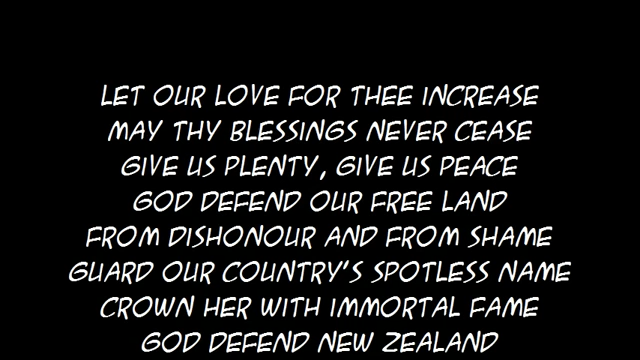 LET OUR LOVE FOR THEE INCREASE
MAY THY BLESSINGS NEVER CEASE
GIVE US PLENTY, GIVE US PEACE
GOD DEFEND OUR FREE LAND
FROM DISHONOUR AND FROM SHAME
GUARD OUR COUNTRY'S SPOTLESS NAME
CROWN HER WITH IMMORTAL FAME
GOD DEFEND NEW ZEALAND